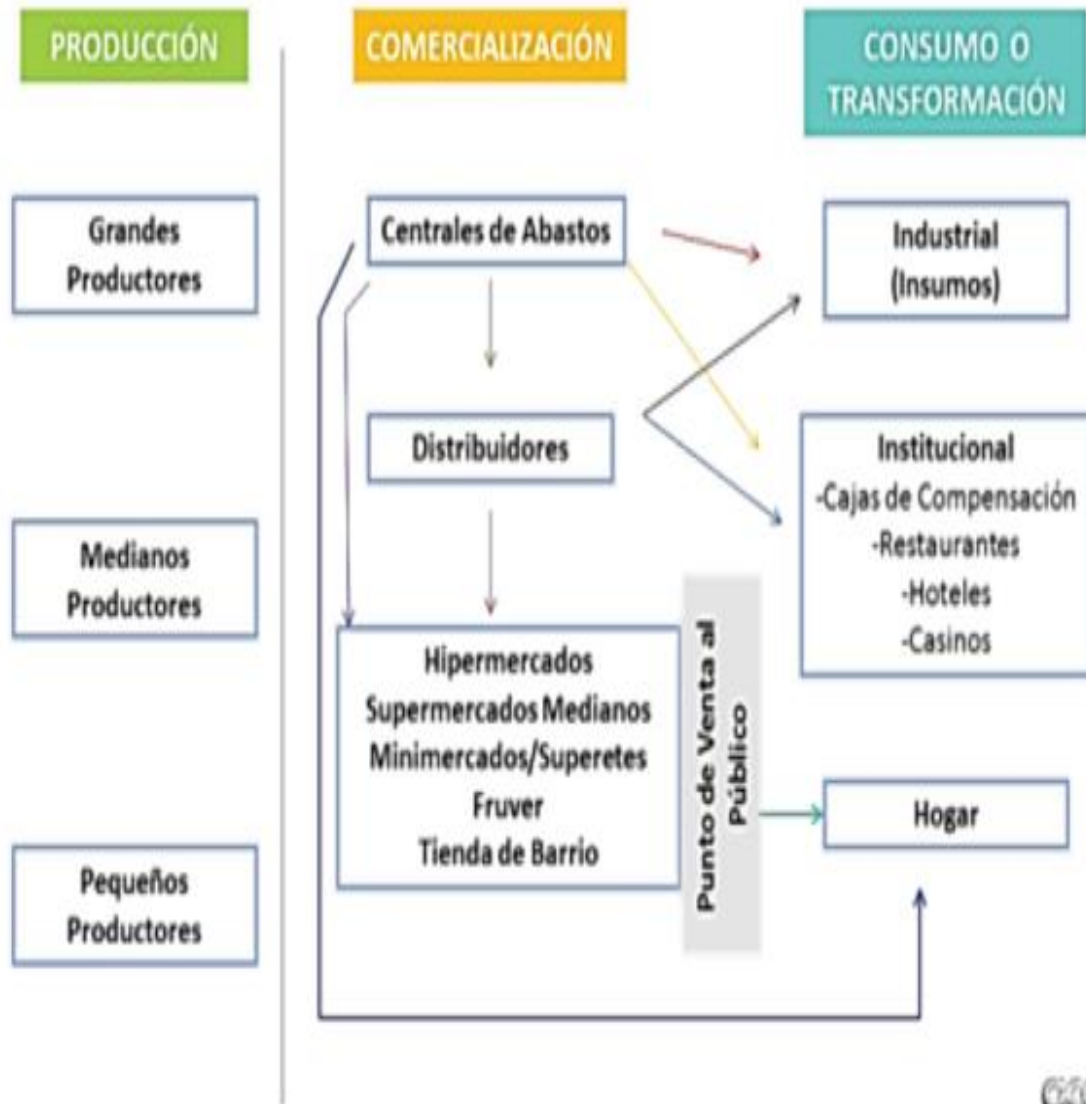 PRODUCCIÓN
Grandes
Productores
Medianos
Productores
Pequeños
Productores
COMERCIALIZACIÓN
Centrales de Abastos
Distribuidores
Hipermercados
Supermercados Medianos
Minimercados/Superetes
Fruver
Tienda de Barrio
Punto de Venta al
Público
CONSUMO O
TRANSFORMACIÓN
Industrial
(Insumos)
Institucional
-Cajas de Compensación
-Restaurantes
-Hoteles
-Casinos
Hogar